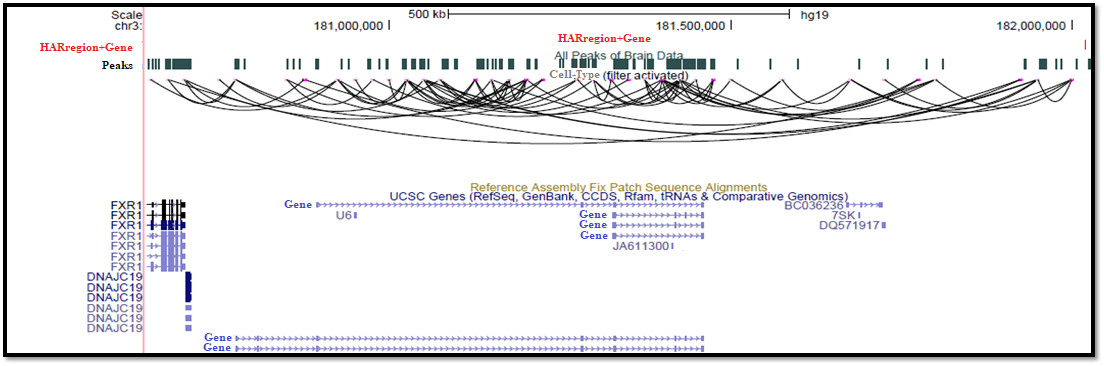 Scale 500 kb hg19
chr3: 181,000,000 181,500,000 182,000,000
HARregion+Gene
HARregion+Gene
All Peaks of Brain Data
Peaks
Cell-Type (filter activated)
Reference Assembly Fix Patch Sequence Alignments
UCSC Genes (RefSeq, GenBank, CCDS, Rfam, tRNAs & Comparative Genomics)
FXR1 Gene BC036236
FXR1 U6 Gene 7SK
FXR1 Gene DQ571917
FXR1 Gene
FXR1 JA611300
FXR1
FXR1
DNAJC19
DNAJC19
DNAJC19
DNAJC19
DNAJC19
DNAJC19
Gene
Gene